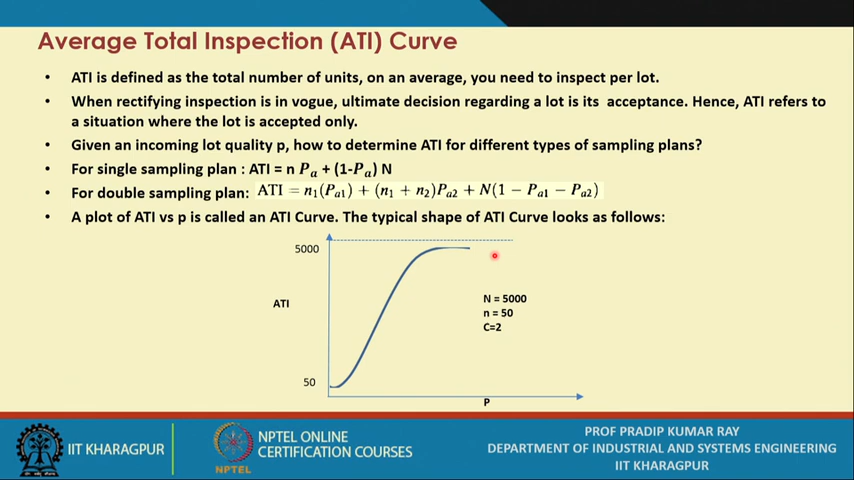 Average Total Inspection (ATI) Curve
• ATI is defined as the total number of units, on an average, you need to inspect per lot.
• When rectifying inspection is in vogue, ultimate decision regarding a lot is its acceptance. Hence, ATI refers to
a situation where the lot is accepted only.
• Given an incoming lot quality p, how to determine ATI for different types of sampling plans?
• For single sampling plan : ATI = n Pₐ + (1-Pₐ) N
• For double sampling plan: ATI = n₁(Pₐ₁) + (n₁ + n₂)Pₐ₂ + N(1 − Pₐ₁ − Pₐ₂)
• A plot of ATI vs p is called an ATI Curve. The typical shape of ATI Curve looks as follows:
5000
ATI
N = 5000
n = 50
C=2
50
P
IIT KHARAGPUR
NPTEL
NPTEL ONLINE
CERTIFICATION COURSES
PROF PRADIP KUMAR RAY
DEPARTMENT OF INDUSTRIAL AND SYSTEMS ENGINEERING
IIT KHARAGPUR